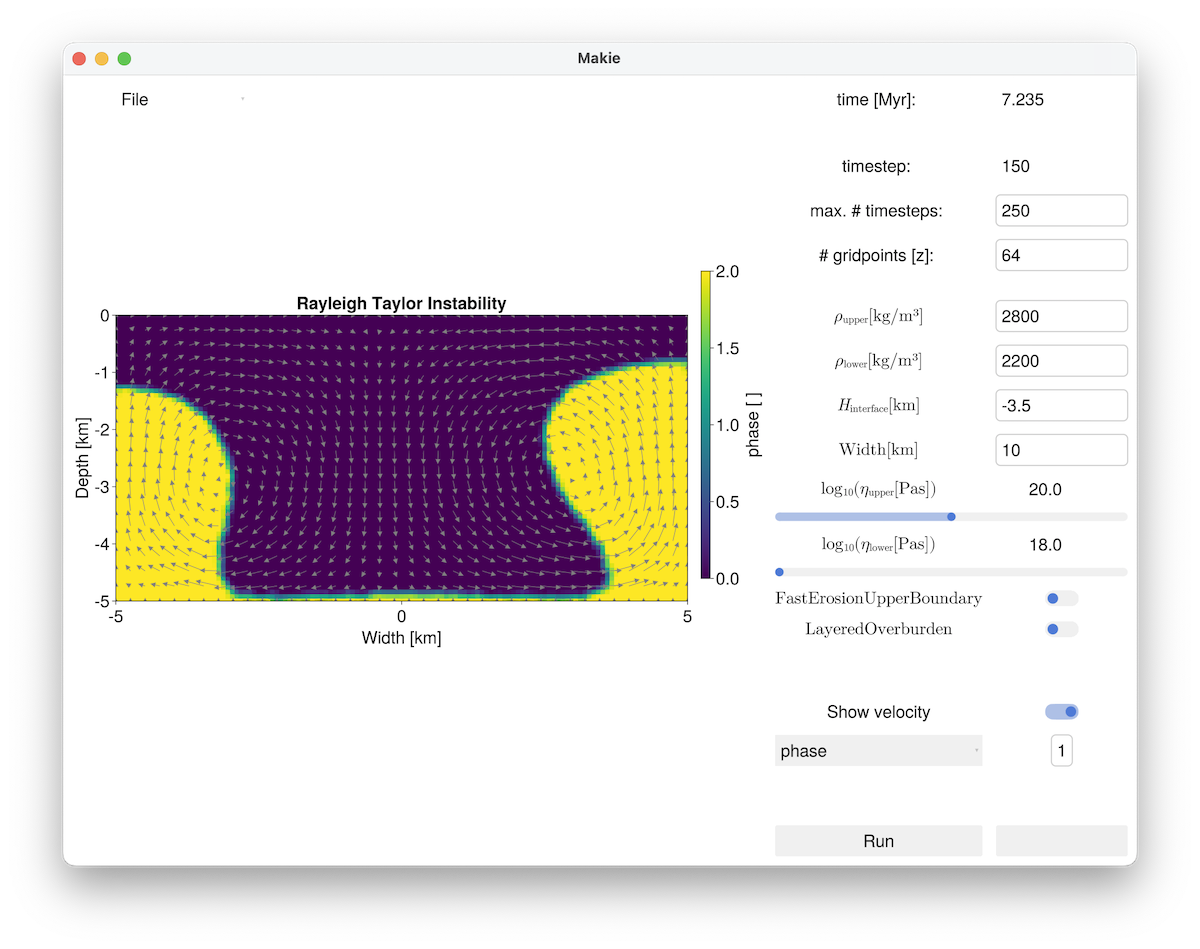 Makie
File
time [Myr]: 7.235
timestep: 150
max. # timesteps: 250
# gridpoints [z]: 64
ρupper[kg/m³] 2800
ρlower[kg/m³] 2200
Hinterface[km] -3.5
Width[km] 10
log10(ηupper[Pas]) 20.0
log10(ηlower[Pas]) 18.0
FastErosionUpperBoundary
LayeredOverburden
Show velocity
phase 1
Run
Rayleigh Taylor Instability
Depth [km]
0
-1
-2
-3
-4
-5
-5 0 5
Width [km]
2.0
1.5
1.0
0.5
0.0
phase [ ]